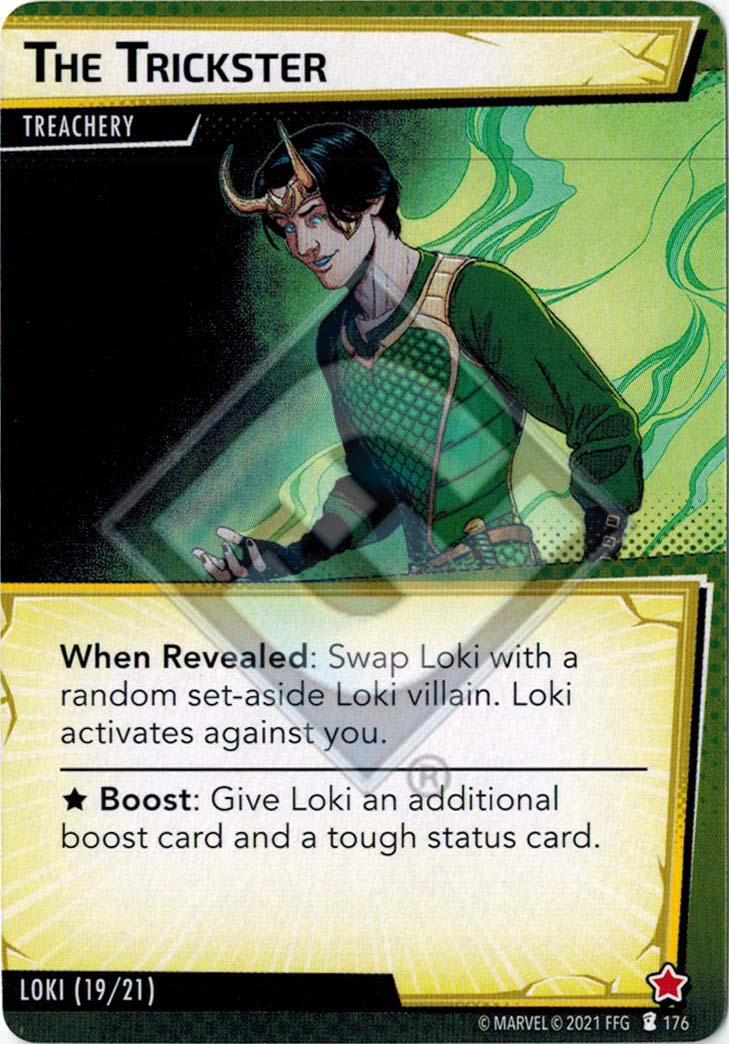 THE TRICKSTER
TREACHERY
When Revealed: Swap Loki with a
random set-aside Loki villain. Loki
activates against you.
★ Boost: Give Loki an additional
boost card and a tough status card.
LOKI (19/21)
© MARVEL © 2021 FFG 176
®